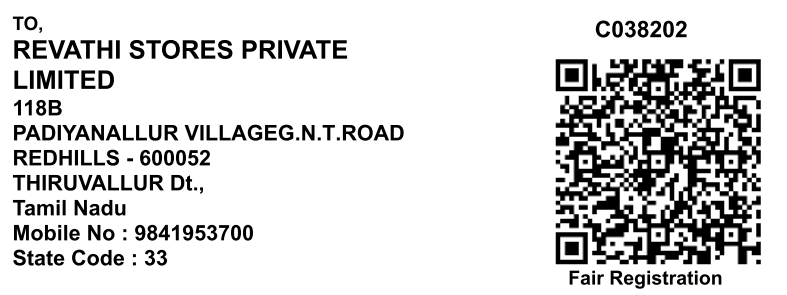 TO,
REVATHI STORES PRIVATE
LIMITED
118B
PADIYANALLUR VILLAGEG.N.T.ROAD
REDHILLS - 600052
THIRUVALLUR Dt.,
Tamil Nadu
Mobile No : 9841953700
State Code : 33
C038202
Fair Registration